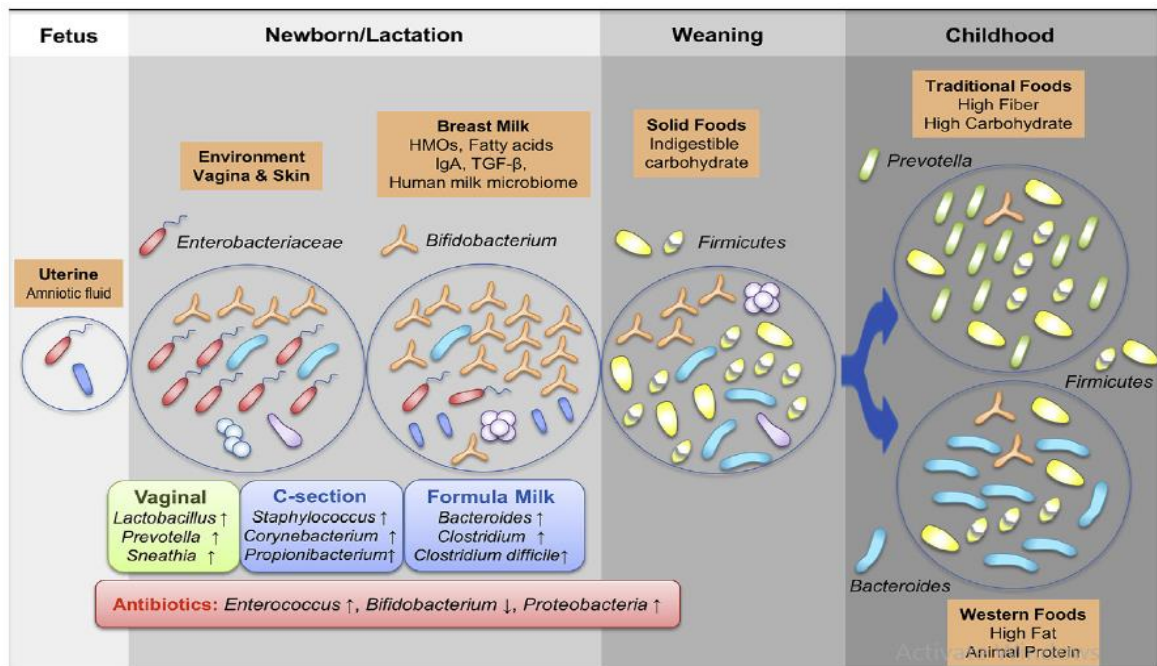 Fetus
Newborn/Lactation
Weaning
Childhood
Uterine
Amniotic fluid
Environment
Vagina & Skin
Enterobacteriaceae
Breast Milk
HMOs, Fatty acids
IgA, TGF-β,
Human milk microbiome
Bifidobacterium
Solid Foods
Indigestible
carbohydrate
Firmicutes
Traditional Foods
High Fiber
High Carbohydrate
Prevotella
Firmicutes
Bacteroides
Western Foods
High Fat
Animal Protein
Vaginal
Lactobacillus ↑
Prevotella ↑
Sneathia ↑
C-section
Staphylococcus ↑
Corynebacterium ↑
Propionibacterium↑
Formula Milk
Bacteroides ↑
Clostridium ↑
Clostridium difficile↑
Antibiotics: Enterococcus ↑, Bifidobacterium ↓, Proteobacteria ↑